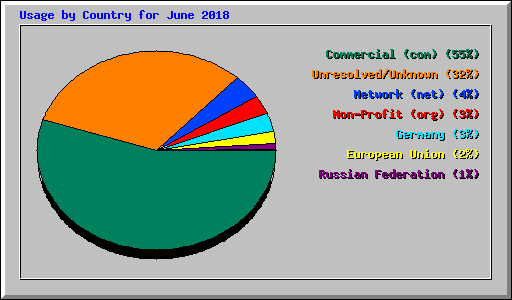 Usage by Country for June 2018
Commercial (com) (55%)
Unresolved/Unknown (32%)
Network (net) (4%)
Non-Profit (org) (3%)
Germany (3%)
European Union (2%)
Russian Federation (1%)